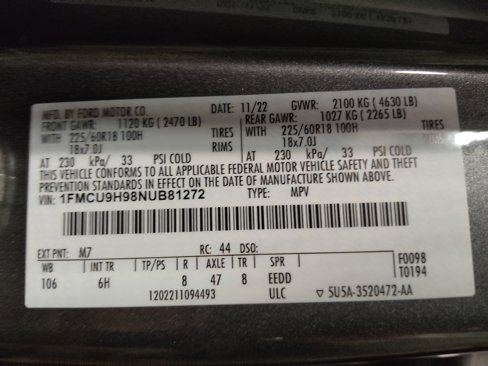 MFD. BY FORD MOTOR CO. DATE: 11/22 GVWR: 2100 KG ( 4630 LB)
FRONT GAWR: 1120 KG ( 2470 LB) REAR GAWR: 1027 KG ( 2265 LB)
WITH 225/60R18 100H TIRES WITH 225/60R18 100H TIRES
18x7.0J RIMS 18x7.0J RIMS
AT 230 kPa/ 33 PSI COLD AT 230 kPa/ 33 PSI COLD
THIS VEHICLE CONFORMS TO ALL APPLICABLE FEDERAL MOTOR VEHICLE SAFETY AND THEFT
PREVENTION STANDARDS IN EFFECT ON THE DATE OF MANUFACTURE SHOWN ABOVE.
VIN: 1FMCU9H98NUB81272 TYPE: MPV
EXT PNT: M7 RC: 44 DSO:
WB INT TR TP/PS R AXLE TR SPR F0098
106 6H 8 47 8 EEDD T0194
1202211094493 ULC ▽ 5U5A-3520472-AA